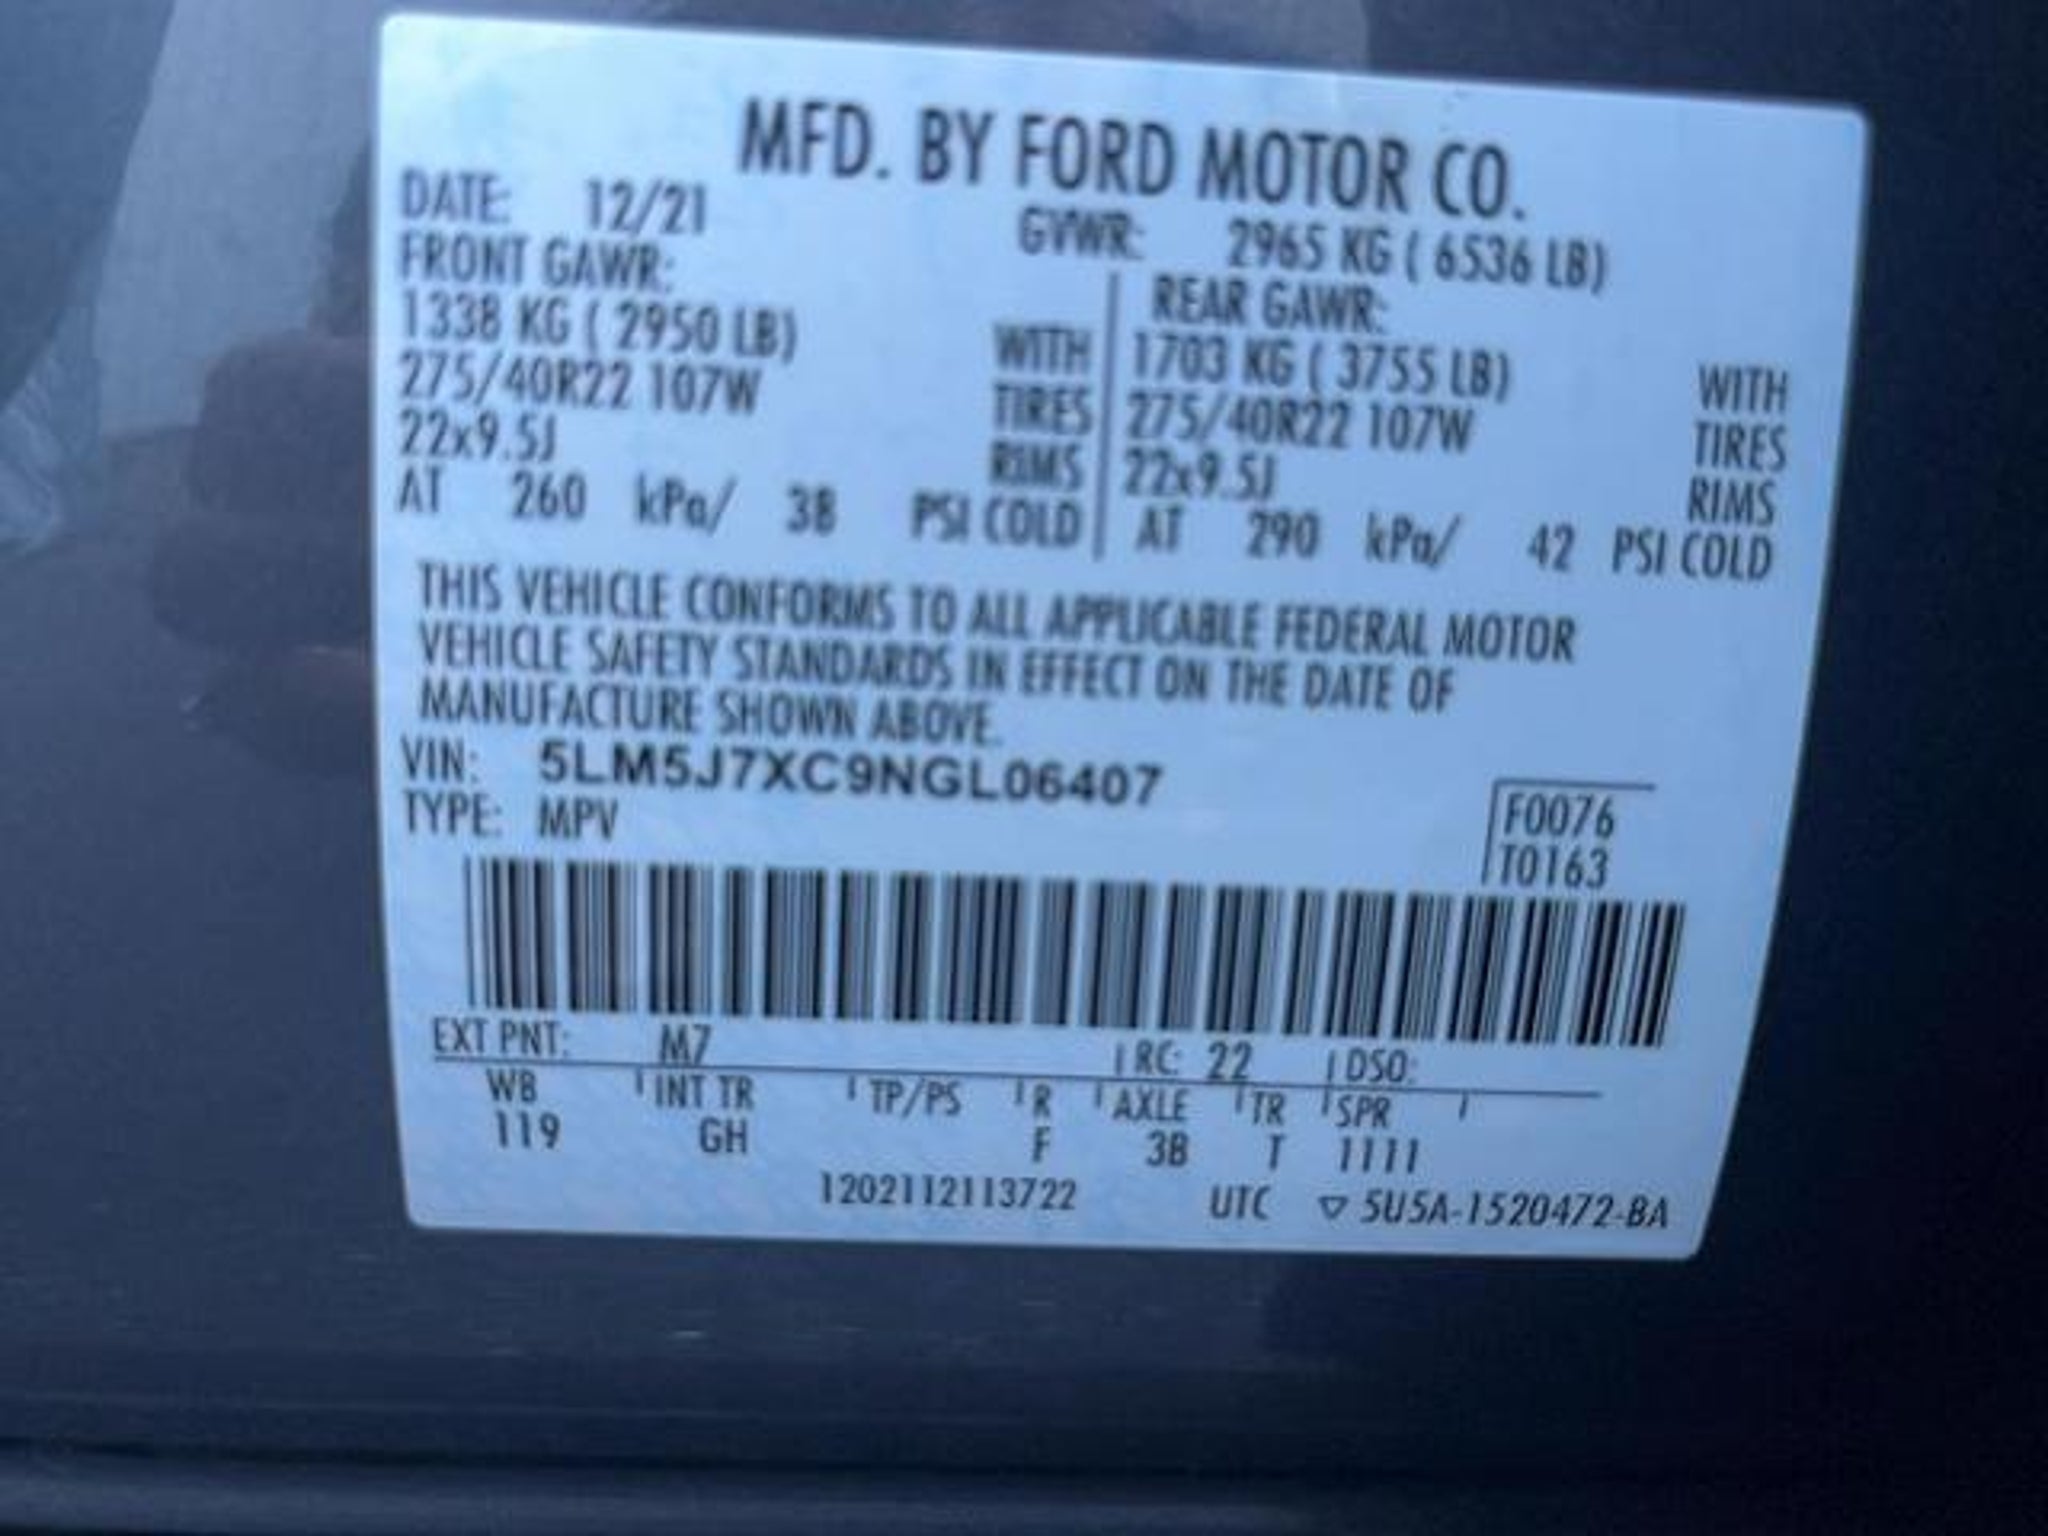 MFD. BY FORD MOTOR CO.
DATE: 12/21 GVWR: 2965 KG ( 6536 LB)
FRONT GAWR: REAR GAWR:
1338 KG ( 2950 LB) WITH 1703 KG ( 3755 LB) WITH
275/40R22 107W TIRES 275/40R22 107W TIRES
22x9.5J RIMS 22x9.5J RIMS
AT 260 kPa/ 38 PSI COLD AT 290 kPa/ 42 PSI COLD
THIS VEHICLE CONFORMS TO ALL APPLICABLE FEDERAL MOTOR
VEHICLE SAFETY STANDARDS IN EFFECT ON THE DATE OF
MANUFACTURE SHOWN ABOVE.
VIN: 5LM5J7XC9NGL06407
TYPE: MPV F0076
T0163
EXT PNT: M7 RC: 22 DSO:
WB INT TR TP/PS R AXLE TR SPR
119 GH F 3B T 1111
1202112113722 UTC ▽ 5U5A-1520472-BA